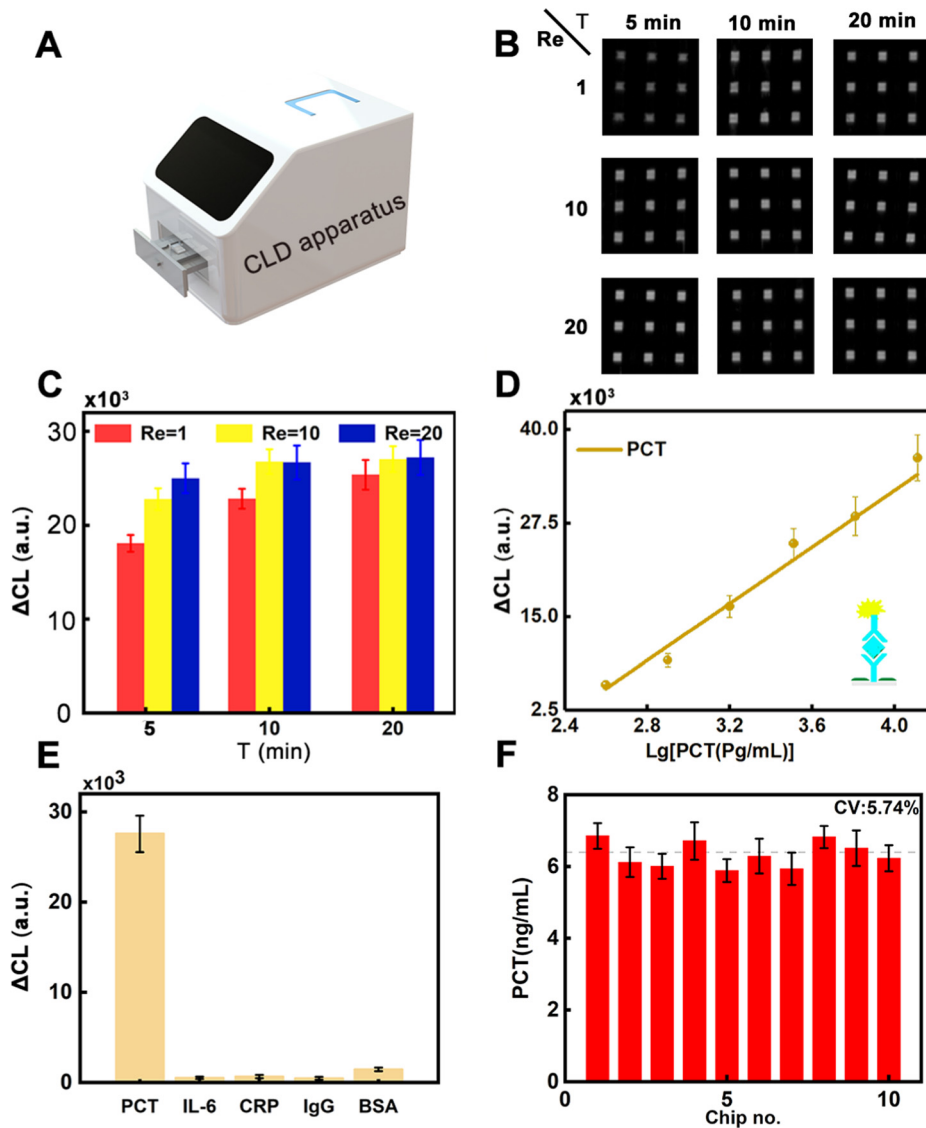 A
CLD apparatus
B
T
Re
5 min
10 min
20 min
1
10
20
C
x10³
30
20
10
0
Re=1
Re=10
Re=20
ΔCL (a.u.)
5
10
20
T (min)
D
x10³
40.0
27.5
15.0
2.5
PCT
ΔCL (a.u.)
2.4
2.8
3.2
3.6
4.0
Lg[PCT(Pg/mL)]
E
x10³
30
20
10
0
ΔCL (a.u.)
PCT
IL-6
CRP
IgG
BSA
F
8
6
4
2
0
CV:5.74%
PCT(ng/mL)
0
5
10
Chip no.